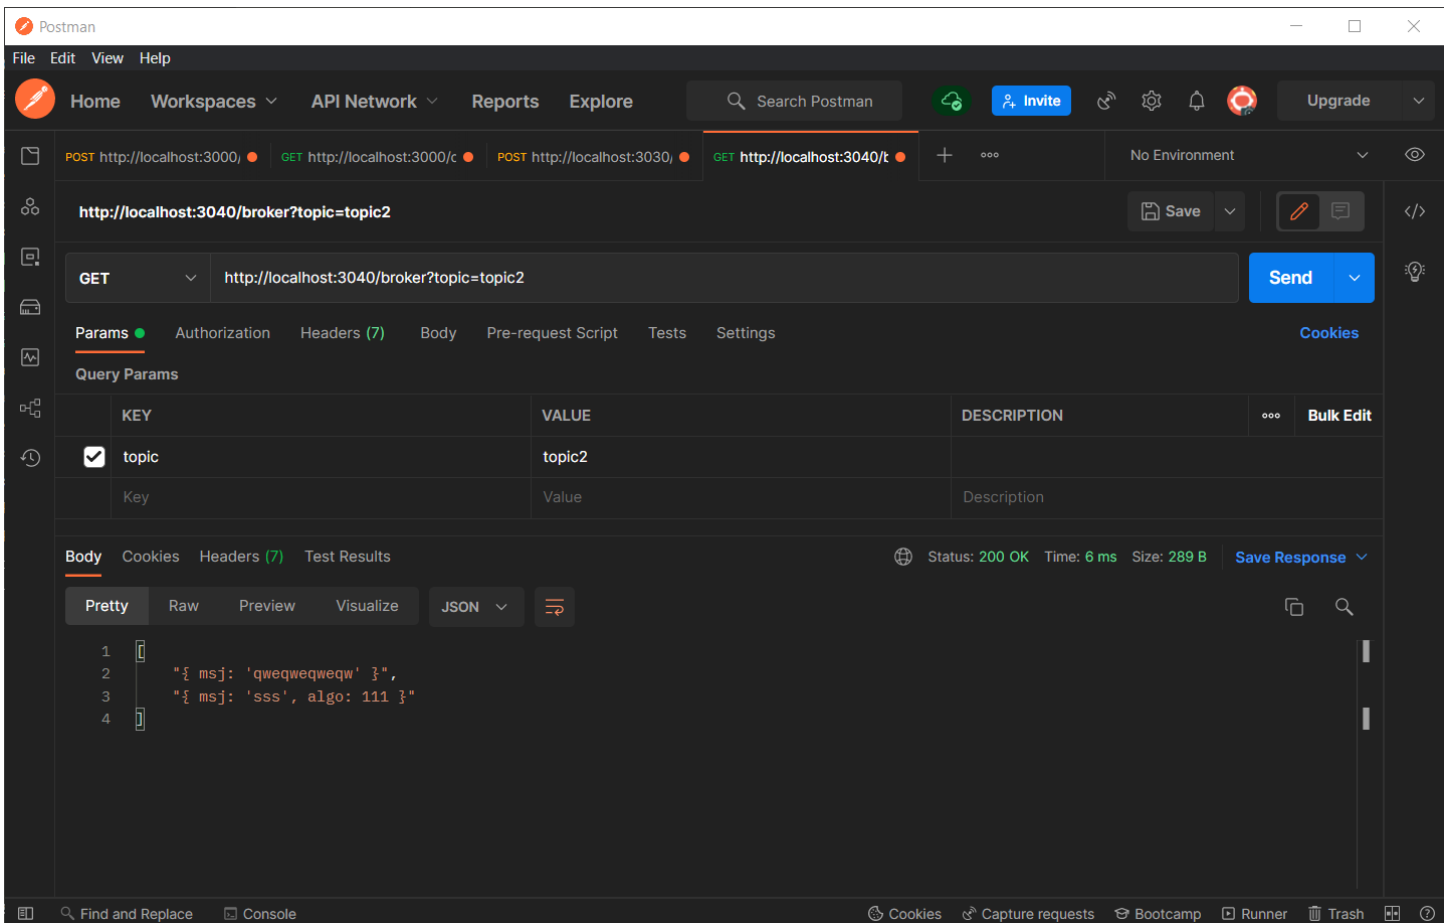 Postman
File Edit View Help
Home Workspaces API Network Reports Explore Search Postman Invite Upgrade
POST http://localhost:3000/ GET http://localhost:3000/c POST http://localhost:3030/ GET http://localhost:3040/b No Environment
http://localhost:3040/broker?topic=topic2 Save
GET http://localhost:3040/broker?topic=topic2 Send
Params Authorization Headers (7) Body Pre-request Script Tests Settings Cookies
Query Params
KEY VALUE DESCRIPTION Bulk Edit
topic topic2
Key Value Description
Body Cookies Headers (7) Test Results Status: 200 OK Time: 6 ms Size: 289 B Save Response
Pretty Raw Preview Visualize JSON
1 [
2 "{ msj: 'qweqweqweqw' }",
3 "{ msj: 'sss', algo: 111 }"
4 ]
Find and Replace Console Cookies Capture requests Bootcamp Runner Trash